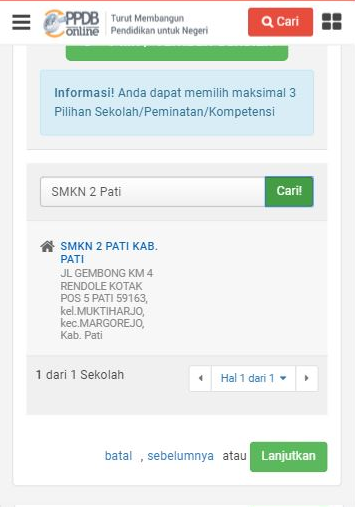 PPDB
online
Turut Membangun
Pendidikan untuk Negeri
Cari
Informasi! Anda dapat memilih maksimal 3
Pilihan Sekolah/Peminatan/Kompetensi
SMKN 2 Pati
Cari!
SMKN 2 PATI KAB.
PATI
JL GEMBONG KM 4
RENDOLE KOTAK
POS 5 PATI 59163,
kel.MUKTIHARJO,
kec.MARGOREJO,
Kab. Pati
1 dari 1 Sekolah
Hal 1 dari 1
batal , sebelumnya atau Lanjutkan